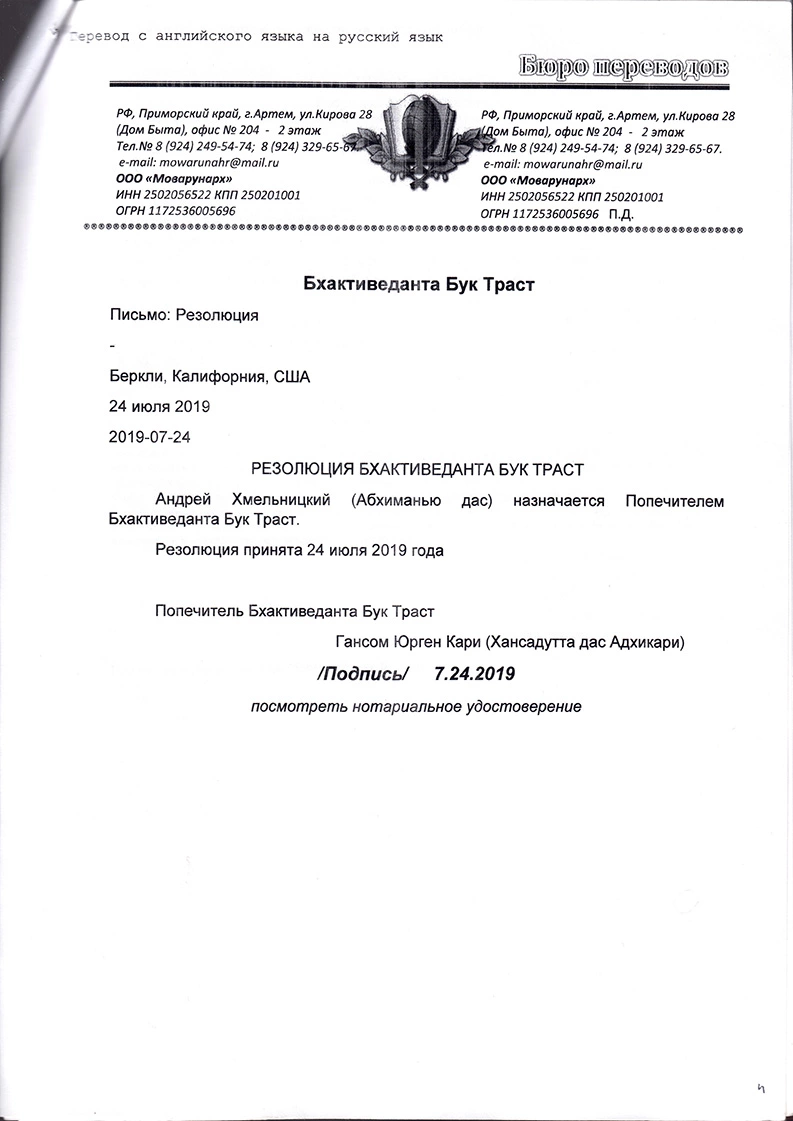 Перевод с английского языка на русский язык
Бюро переводов
РФ, Приморский край, г.Артем, ул.Кирова 28
(Дом Быта), офис № 204 - 2 этаж
Тел.№ 8 (924) 249-54-74; 8 (924) 329-65-67.
e-mail: mowarunahr@mail.ru
ООО «Моварунарх»
ИНН 2502056522 КПП 250201001
ОГРН 1172536005696
РФ, Приморский край, г.Артем, ул.Кирова 28
(Дом Быта), офис № 204 - 2 этаж
Тел.№ 8 (924) 249-54-74; 8 (924) 329-65-67.
e-mail: mowarunahr@mail.ru
ООО «Моварунарх»
ИНН 2502056522 КПП 250201001
ОГРН 1172536005696 П.Д.
Бхактиведанта Бук Траст
Письмо: Резолюция
-
Беркли, Калифорния, США
24 июля 2019
2019-07-24
РЕЗОЛЮЦИЯ БХАКТИВЕДАНТА БУК ТРАСТ
Андрей Хмельницкий (Абхиманью дас) назначается Попечителем
Бхактиведанта Бук Траст.
Резолюция принята 24 июля 2019 года
Попечитель Бхактиведанта Бук Траст
Гансом Юрген Кари (Хансадутта дас Адхикари)
/Подпись/ 7.24.2019
посмотреть нотариальное удостоверение